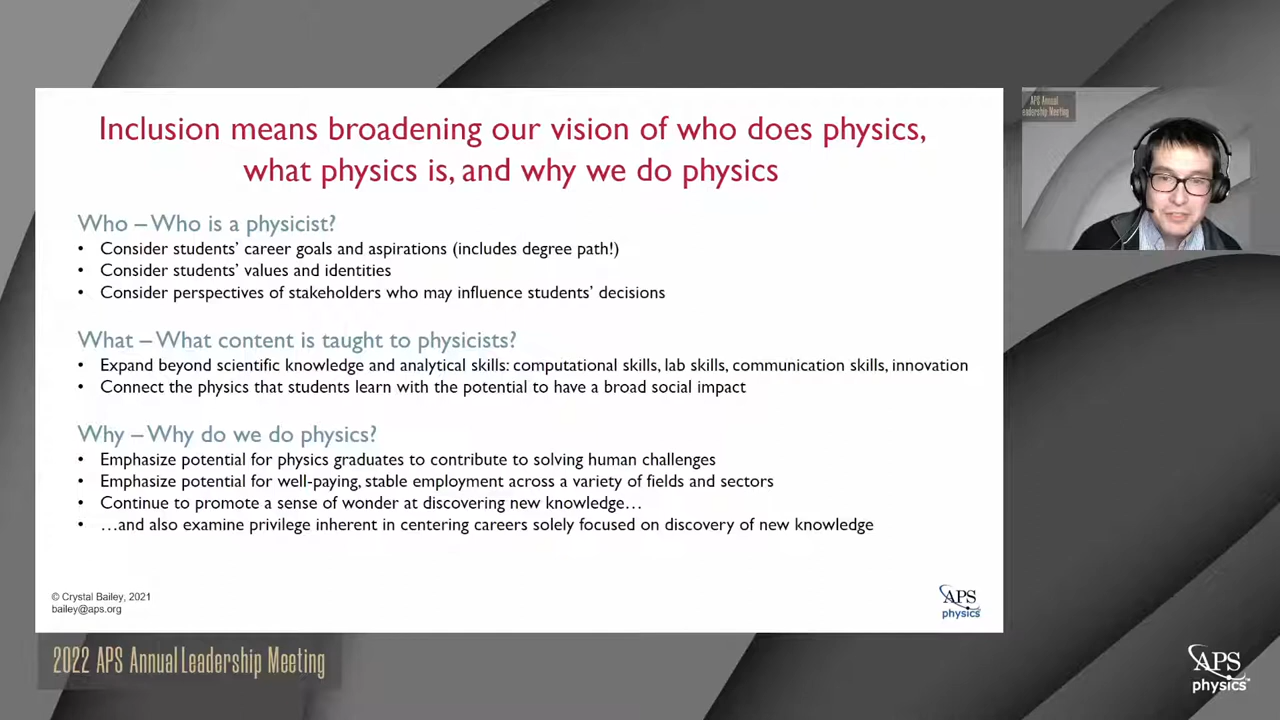 Inclusion means broadening our vision of who does physics,
what physics is, and why we do physics
Who – Who is a physicist?
• Consider students' career goals and aspirations (includes degree path!)
• Consider students' values and identities
• Consider perspectives of stakeholders who may influence students' decisions
What – What content is taught to physicists?
• Expand beyond scientific knowledge and analytical skills: computational skills, lab skills, communication skills, innovation
• Connect the physics that students learn with the potential to have a broad social impact
Why – Why do we do physics?
• Emphasize potential for physics graduates to contribute to solving human challenges
• Emphasize potential for well-paying, stable employment across a variety of fields and sectors
• Continue to promote a sense of wonder at discovering new knowledge…
• …and also examine privilege inherent in centering careers solely focused on discovery of new knowledge
© Crystal Bailey, 2021
bailey@aps.org
APS
physics
APS Annual
Leadership Meeting
2022 APS Annual Leadership Meeting
APS
physics™